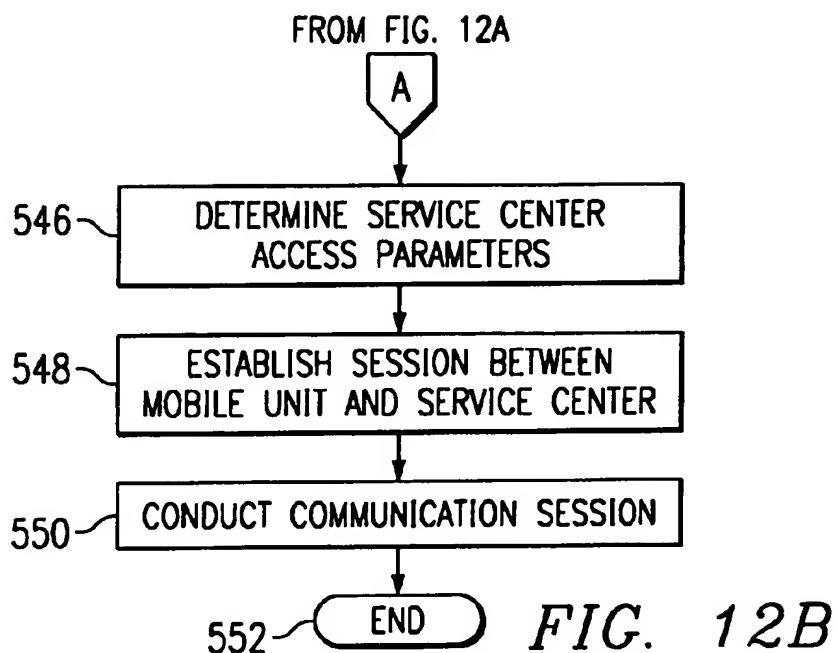 FROM FIG. 12A
A
546
DETERMINE SERVICE CENTER
ACCESS PARAMETERS
548
ESTABLISH SESSION BETWEEN
MOBILE UNIT AND SERVICE CENTER
550
CONDUCT COMMUNICATION SESSION
552
END
FIG. 12B